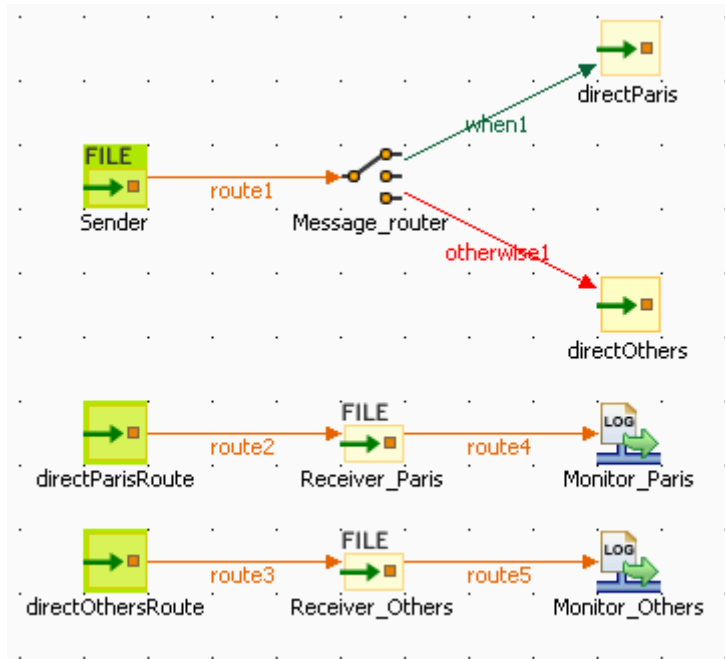 directParis
when1
FILE
route1
Sender
Message_router
otherwise1
directOthers
FILE
LOG
route2
route4
directParisRoute
Receiver_Paris
Monitor_Paris
FILE
LOG
route3
route5
directOthersRoute
Receiver_Others
Monitor_Others